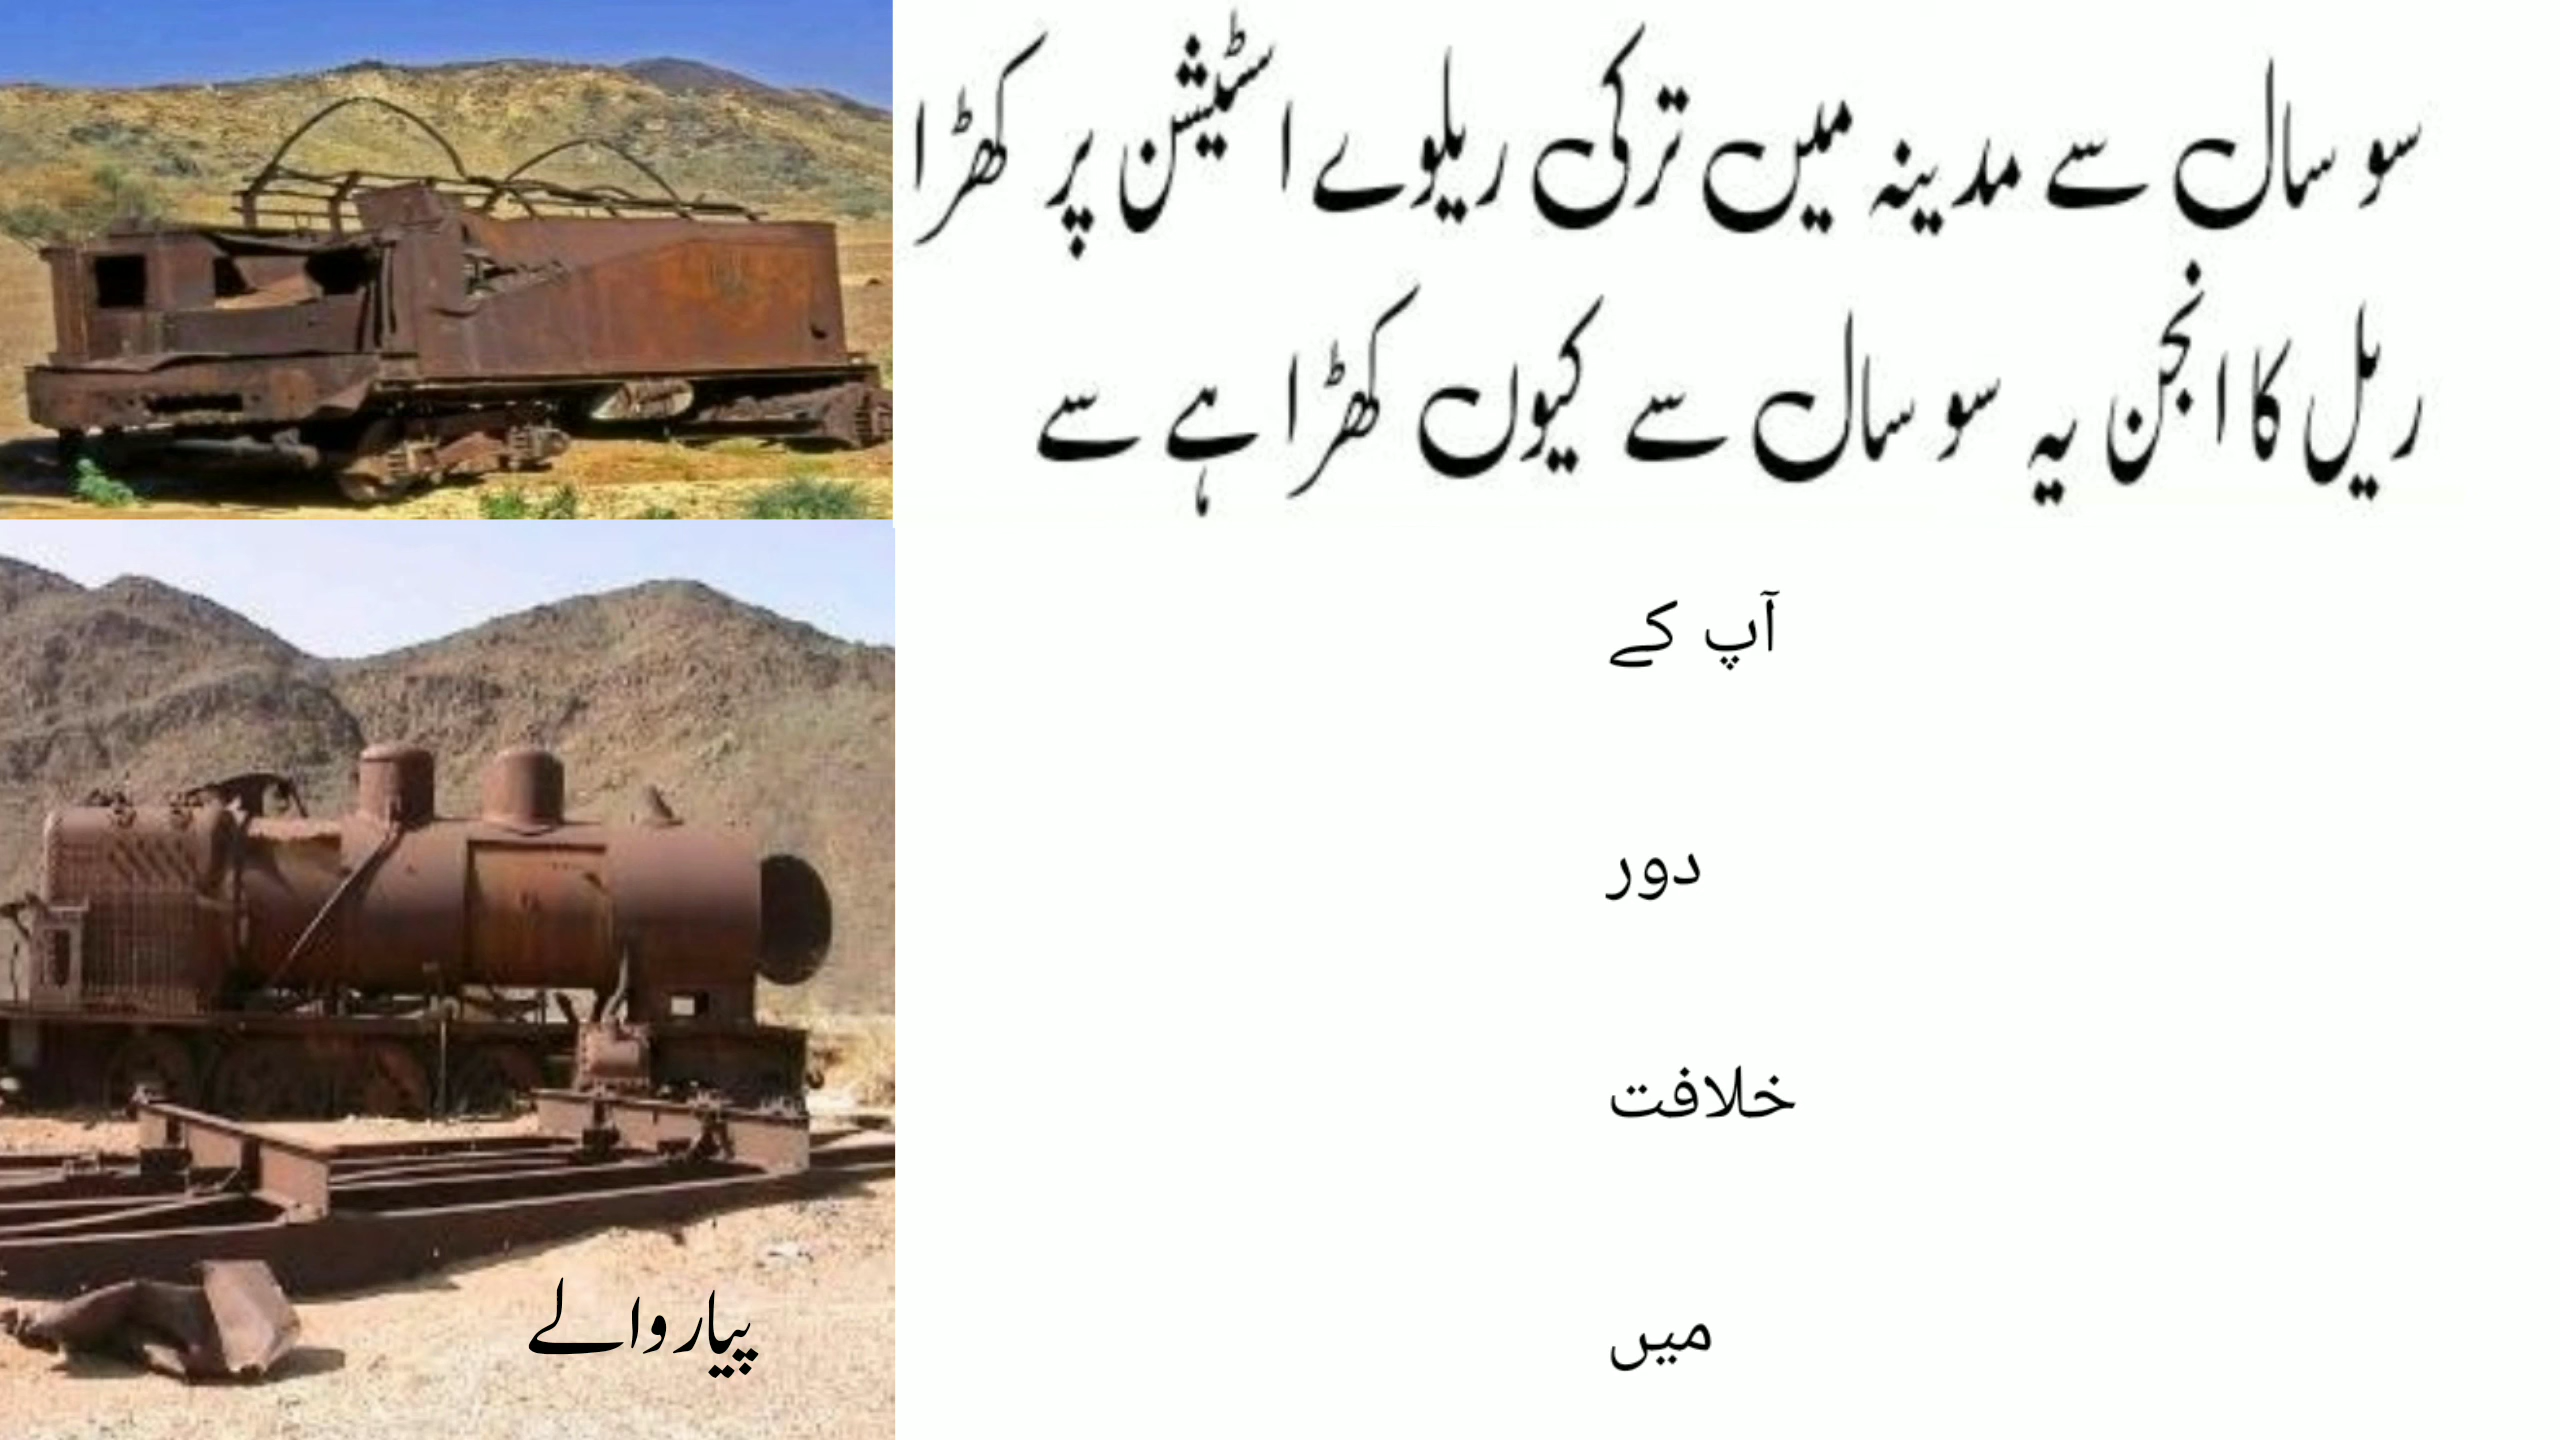 سو سال سے مدینہ میں ترکی ریلوے اسٹیشن پر کھڑا
ریل کا انجن یہ سو سال سے کیوں کھڑا ہے سے
آپ کے
دور
خلافت
میں
پیار والے